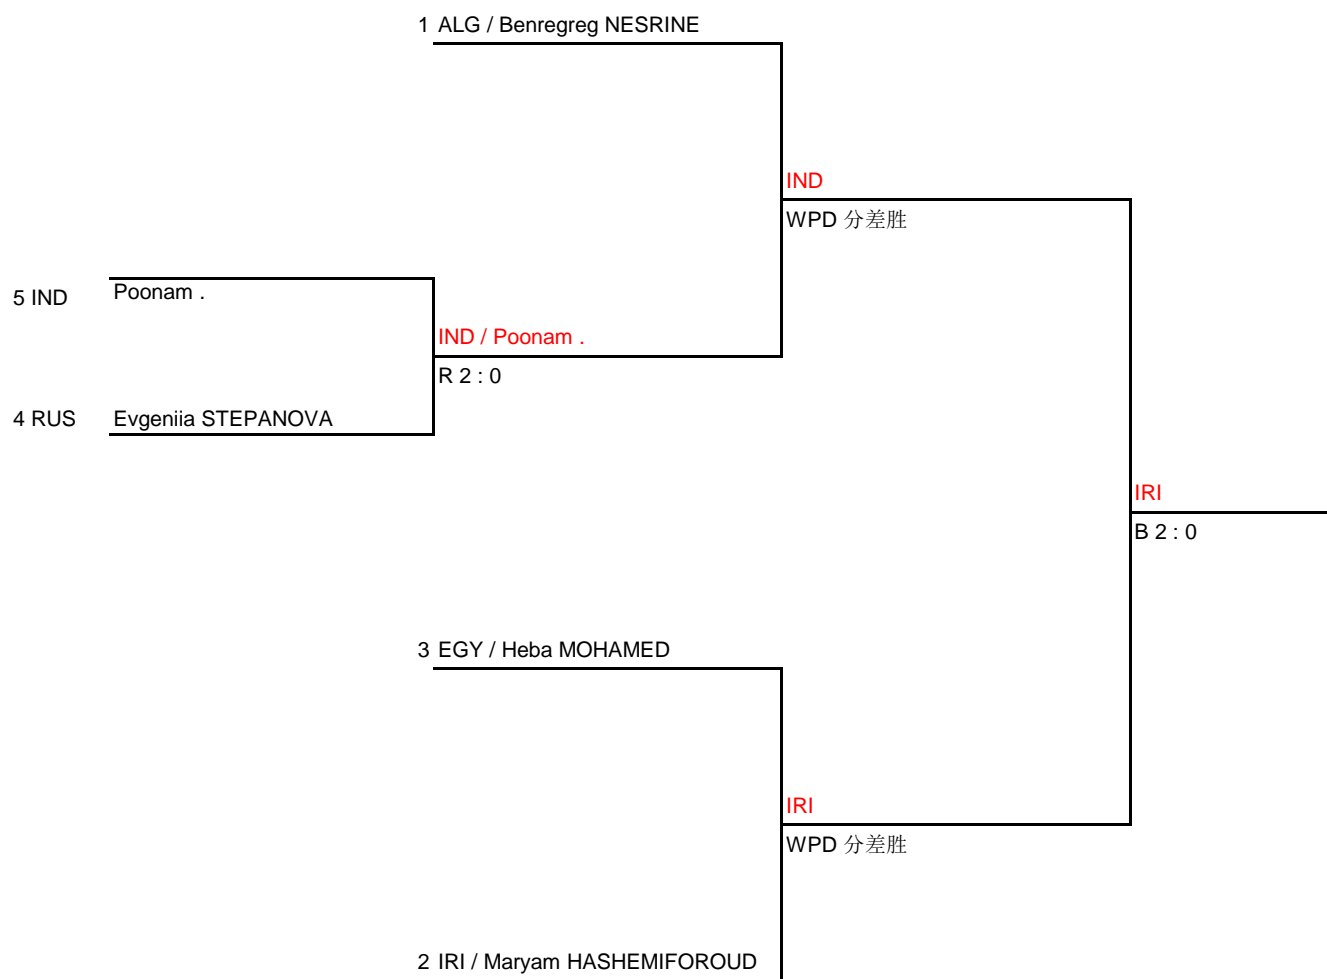 1 ALG / Benregreg NESRINE
IND
WPD 分差胜
5 IND Poonam .
IND / Poonam .
R 2 : 0
4 RUS Evgeniia STEPANOVA
IRI
B 2 : 0
3 EGY / Heba MOHAMED
IRI
WPD 分差胜
2 IRI / Maryam HASHEMIFOROUD